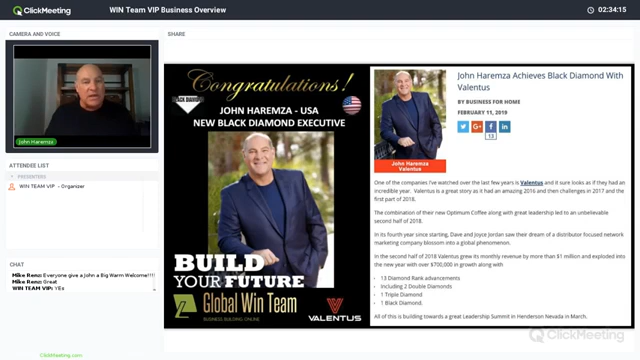 ClickMeeting
WIN Team VIP Business Overview
02:34:15
CAMERA AND VOICE
John Haremza
ATTENDEE LIST
PRESENTERS
WIN TEAM VIP - Organizer
CHAT
Mike Renz: Everyone give a John a Big Warm Welcome!!!!
Mike Renz: Great
WIN TEAM VIP: YEs
ClickMeeting.com
SHARE
Congratulations!
BLACK DIAMOND
JOHN HAREMZA - USA
NEW BLACK DIAMOND EXECUTIVE
BUILD
YOUR FUTURE
Global Win Team
BUSINESS BUILDING ONLINE
VALENTUS
John Haremza
Valentus
John Haremza Achieves Black Diamond With
Valentus
BY BUSINESS FOR HOME
FEBRUARY 11, 2019
13
One of the companies I've watched over the last few years is Valentus and it sure looks as if they had an
incredible year. Valentus is a great story as it had an amazing 2016 and then challenges in 2017 and the
first part of 2018.
The combination of their new Optimum Coffee along with great leadership led to an unbelievable
second half of 2018.
In its fourth year since starting, Dave and Joyce Jordan saw their dream of a distributor focused network
marketing company blossom into a global phenomenon.
In the second half of 2018 Valentus grew its monthly revenue by more than $1 million and exploded into
the new year with over $700,000 in growth along with
13 Diamond Rank advancements
Including 2 Double Diamonds
1 Triple Diamond
1 Black Diamond.
All of this is building towards a great Leadership Summit in Henderson Nevada in March.
ClickMeeting